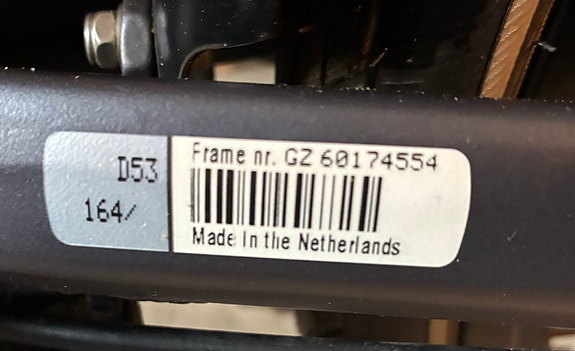 D53
164/
Frame nr. GZ 60174554
Made In the Netherlands